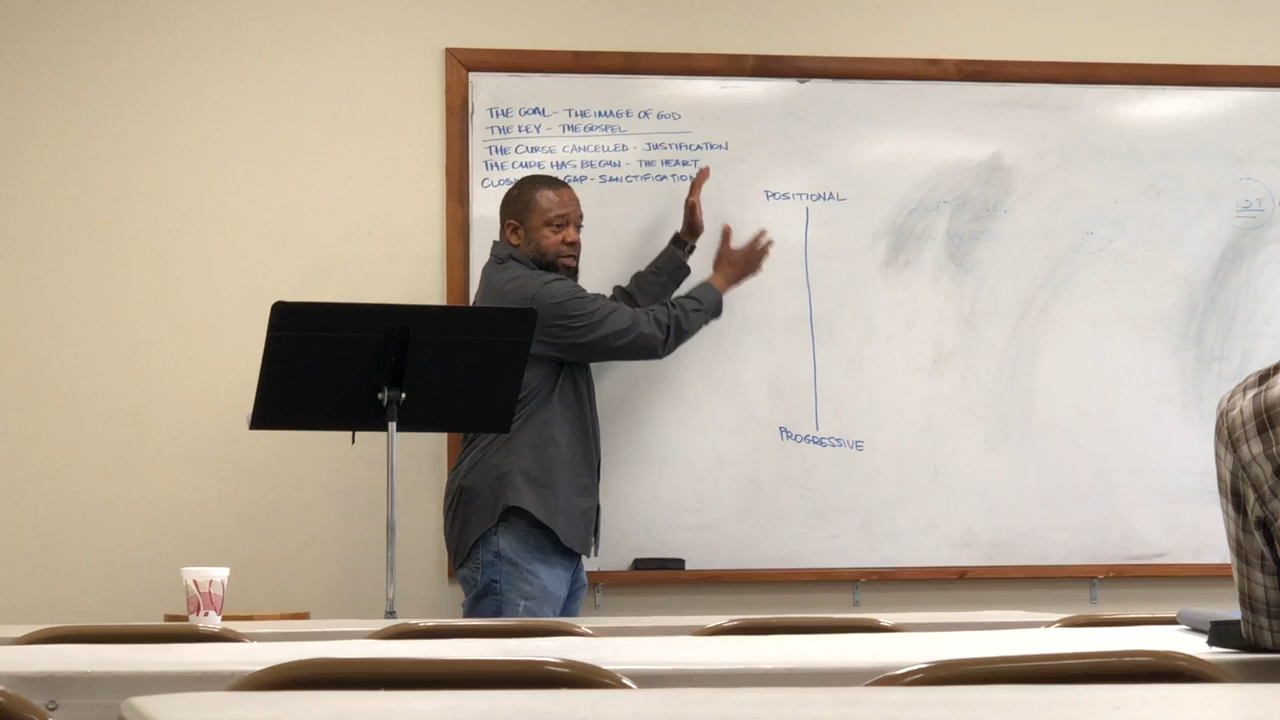 THE GOAL - THE IMAGE OF GOD
THE KEY - THE GOSPEL
THE CURSE CANCELLED - JUSTIFICATION
THE CURE HAS BEGUN - THE HEART
GAP - SANCTIFICATION
POSITIONAL
PROGRESSIVE